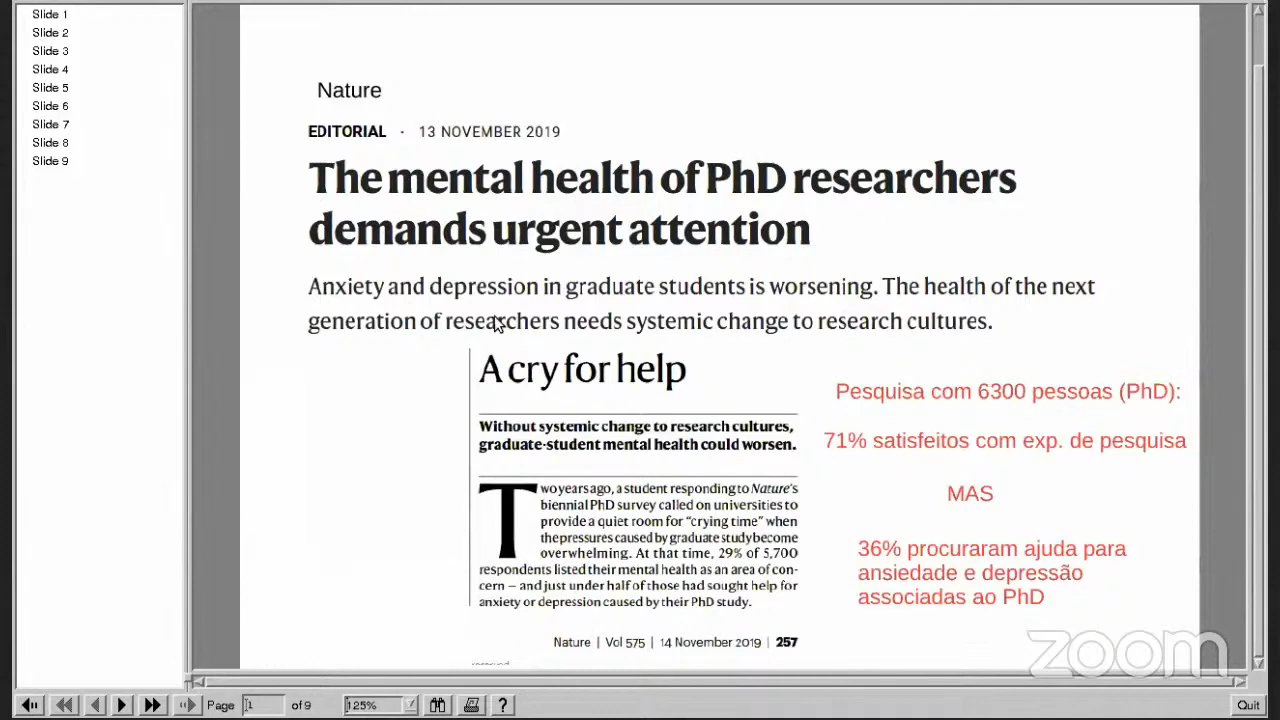 Slide 1
Slide 2
Slide 3
Slide 4
Slide 5
Slide 6
Slide 7
Slide 8
Slide 9
Nature
EDITORIAL · 13 NOVEMBER 2019
The mental health of PhD researchers
demands urgent attention
Anxiety and depression in graduate students is worsening. The health of the next
generation of researchers needs systemic change to research cultures.
A cry for help
Without systemic change to research cultures,
graduate-student mental health could worsen.
Two years ago, a student responding to Nature's
biennial PhD survey called on universities to
provide a quiet room for “crying time” when
the pressures caused by graduate study become
overwhelming. At that time, 29% of 5,700
respondents listed their mental health as an area of con-
cern — and just under half of those had sought help for
anxiety or depression caused by their PhD study.
Nature | Vol 575 | 14 November 2019 | 257
Pesquisa com 6300 pessoas (PhD):
71% satisfeitos com exp. de pesquisa
MAS
36% procuraram ajuda para
ansiedade e depressão
associadas ao PhD
zoom
Page 1 of 9 125% ? Quit